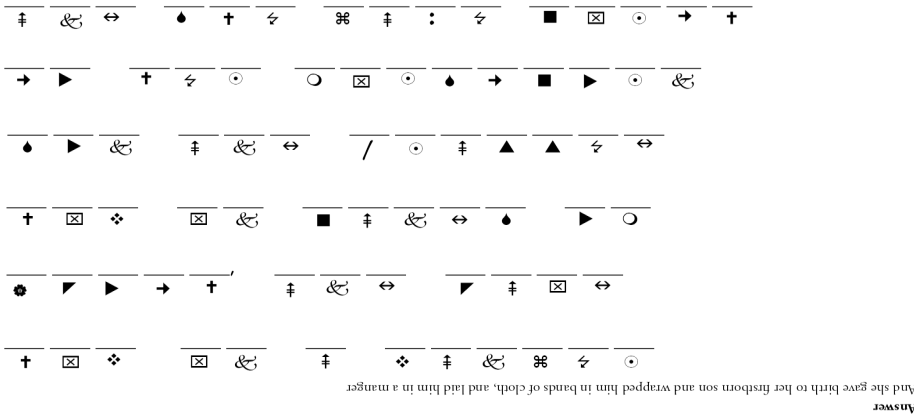 Answer
And she gave birth to her firstborn son and wrapped him in bands of cloth, and laid him in a manger